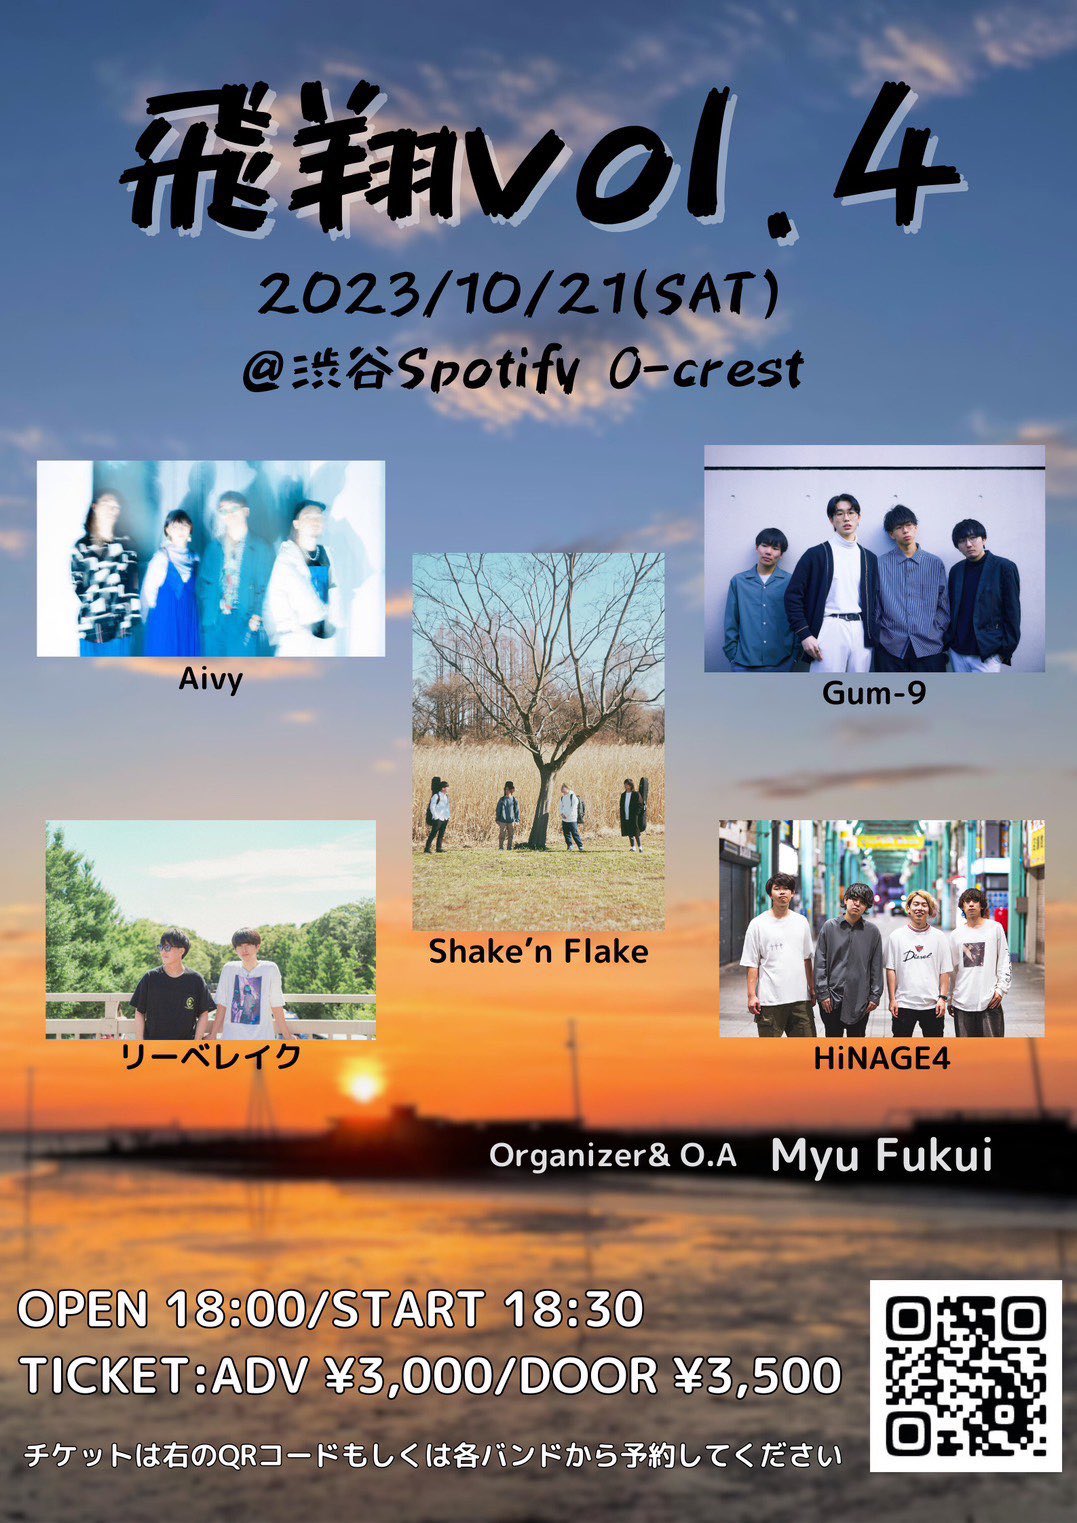 飛翔vol.4
2023/10/21(SAT)
@渋谷Spotify O-crest
Aivy
Gum-9
Shake’n Flake
リーベレイク
HiNAGE4
Organizer& O.A Myu Fukui
OPEN 18:00/START 18:30
TICKET:ADV ¥3,000/DOOR ¥3,500
チケットは右のQRコードもしくは各バンドから予約してください